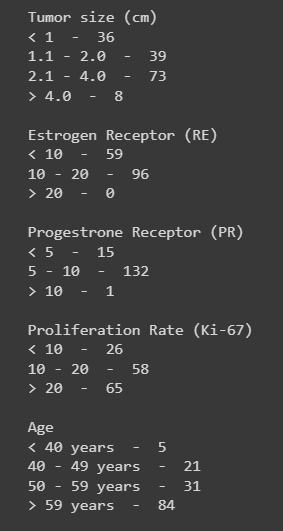 Tumor size (cm)
< 1 - 36
1.1 - 2.0 - 39
2.1 - 4.0 - 73
> 4.0 - 8
Estrogen Receptor (RE)
< 10 - 59
10 - 20 - 96
> 20 - 0
Progestrone Receptor (PR)
< 5 - 15
5 - 10 - 132
> 10 - 1
Proliferation Rate (Ki-67)
< 10 - 26
10 - 20 - 58
> 20 - 65
Age
< 40 years - 5
40 - 49 years - 21
50 - 59 years - 31
> 59 years - 84